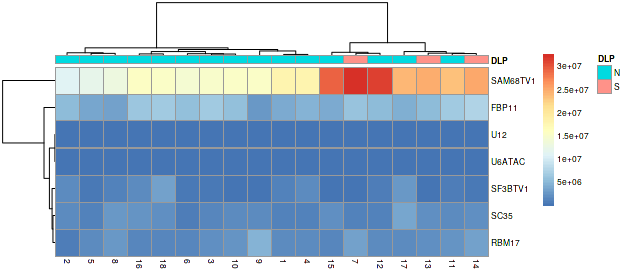 DLP
SAM68TV1
FBP11
U12
U6ATAC
SF3BTV1
SC35
RBM17
2 5 8 16 18 6 3 10 9 1 4 15 7 12 17 13 11 14
3e+07
2.5e+07
2e+07
1.5e+07
1e+07
5e+06
DLP
N
S